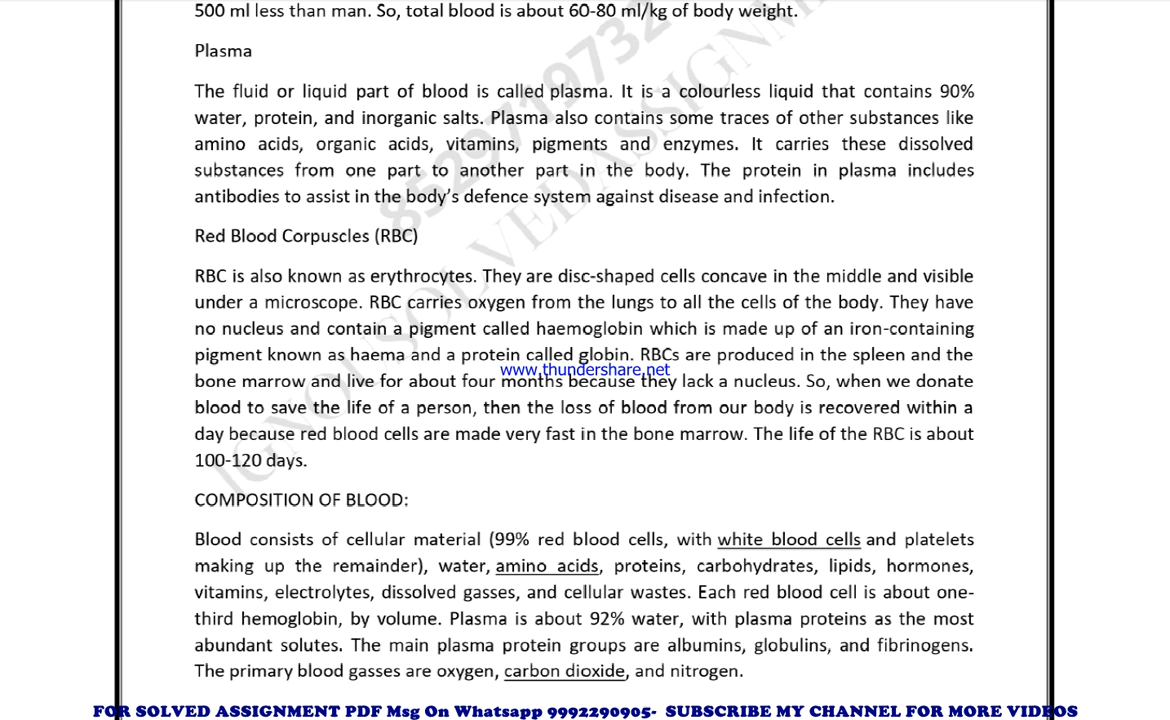 500 ml less than man. So, total blood is about 60-80 ml/kg of body weight.
Plasma
The fluid or liquid part of blood is called plasma. It is a colourless liquid that contains 90%
water, protein, and inorganic salts. Plasma also contains some traces of other substances like
amino acids, organic acids, vitamins, pigments and enzymes. It carries these dissolved
substances from one part to another part in the body. The protein in plasma includes
antibodies to assist in the body’s defence system against disease and infection.
Red Blood Corpuscles (RBC)
RBC is also known as erythrocytes. They are disc-shaped cells concave in the middle and visible
under a microscope. RBC carries oxygen from the lungs to all the cells of the body. They have
no nucleus and contain a pigment called haemoglobin which is made up of an iron-containing
pigment known as haema and a protein called globin. RBCs are produced in the spleen and the
www.thundershare.net
bone marrow and live for about four months because they lack a nucleus. So, when we donate
blood to save the life of a person, then the loss of blood from our body is recovered within a
day because red blood cells are made very fast in the bone marrow. The life of the RBC is about
100-120 days.
COMPOSITION OF BLOOD:
Blood consists of cellular material (99% red blood cells, with white blood cells and platelets
making up the remainder), water, amino acids, proteins, carbohydrates, lipids, hormones,
vitamins, electrolytes, dissolved gasses, and cellular wastes. Each red blood cell is about one-
third hemoglobin, by volume. Plasma is about 92% water, with plasma proteins as the most
abundant solutes. The main plasma protein groups are albumins, globulins, and fibrinogens.
The primary blood gasses are oxygen, carbon dioxide, and nitrogen.
8529719732
IGNOU SOLVED ASSIGNM
FOR SOLVED ASSIGNMENT PDF Msg On Whatsapp 9992290905- SUBSCRIBE MY CHANNEL FOR MORE VIDEOS